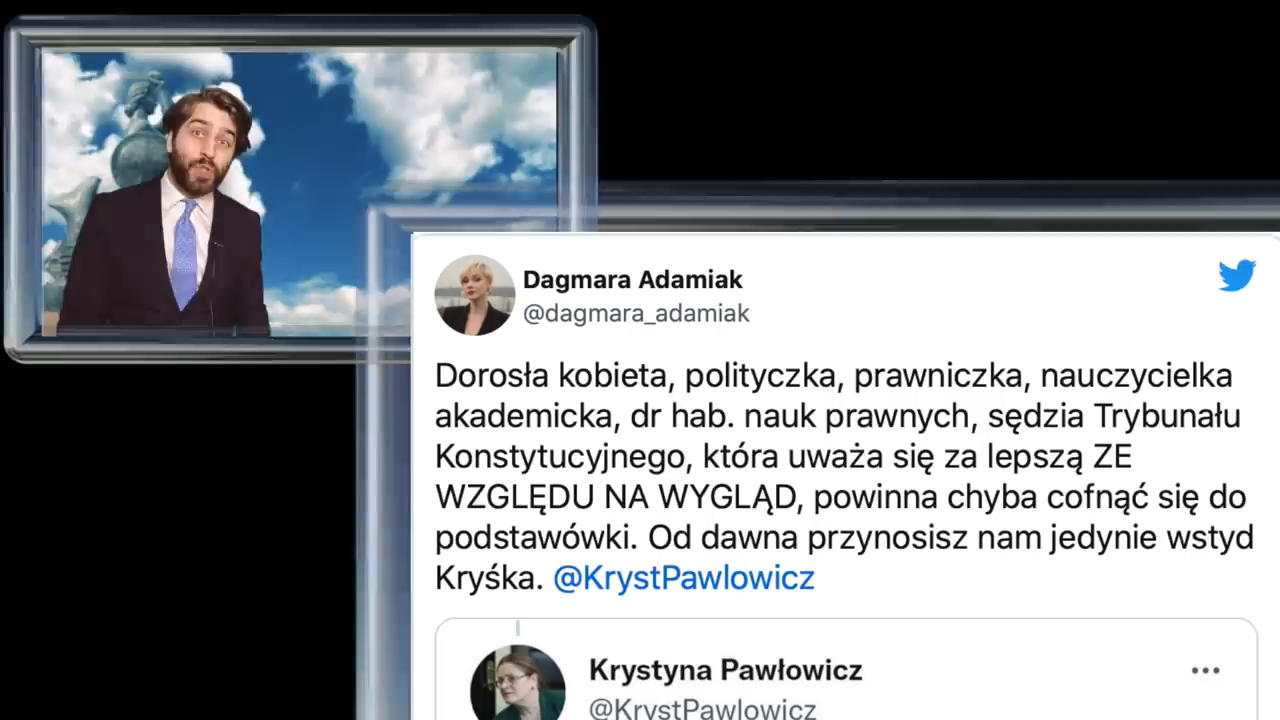 Dagmara Adamiak
@dagmara_adamiak
Dorosła kobieta, polityczka, prawniczka, nauczycielka
akademicka, dr hab. nauk prawnych, sędzia Trybunału
Konstytucyjnego, która uważa się za lepszą ZE
WZGLĘDU NA WYGLĄD, powinna chyba cofnąć się do
podstawówki. Od dawna przynosisz nam jedynie wstyd
Kryśka. @KrystPawlowicz
Krystyna Pawłowicz
@KrystPawlowicz